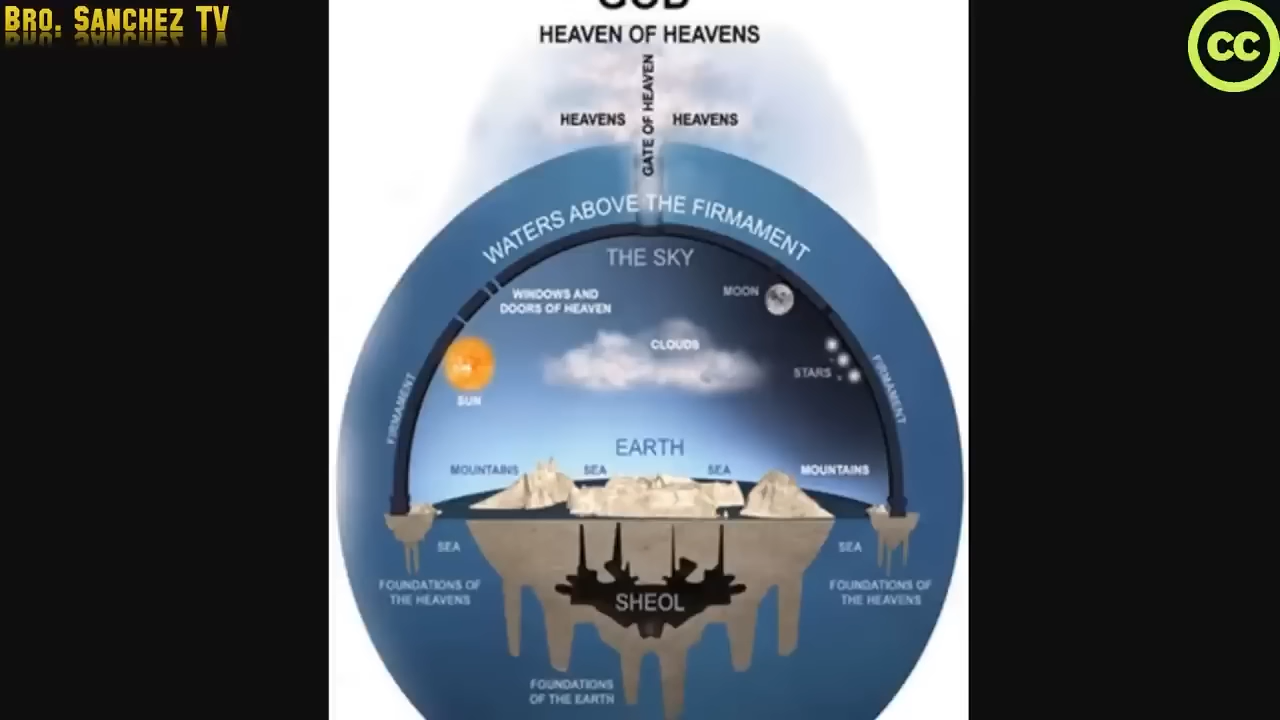 BRO. SANCHEZ TV
CC
GOD
HEAVEN OF HEAVENS
GATE OF HEAVEN
HEAVENS
HEAVENS
WATERS ABOVE THE FIRMAMENT
THE SKY
WINDOWS AND
DOORS OF HEAVEN
MOON
CLOUDS
STARS
SUN
FIRMAMENT
FIRMAMENT
EARTH
MOUNTAINS
SEA
SEA
MOUNTAINS
SEA
SEA
FOUNDATIONS OF
THE HEAVENS
FOUNDATIONS OF
THE HEAVENS
SHEOL
FOUNDATIONS
OF THE EARTH